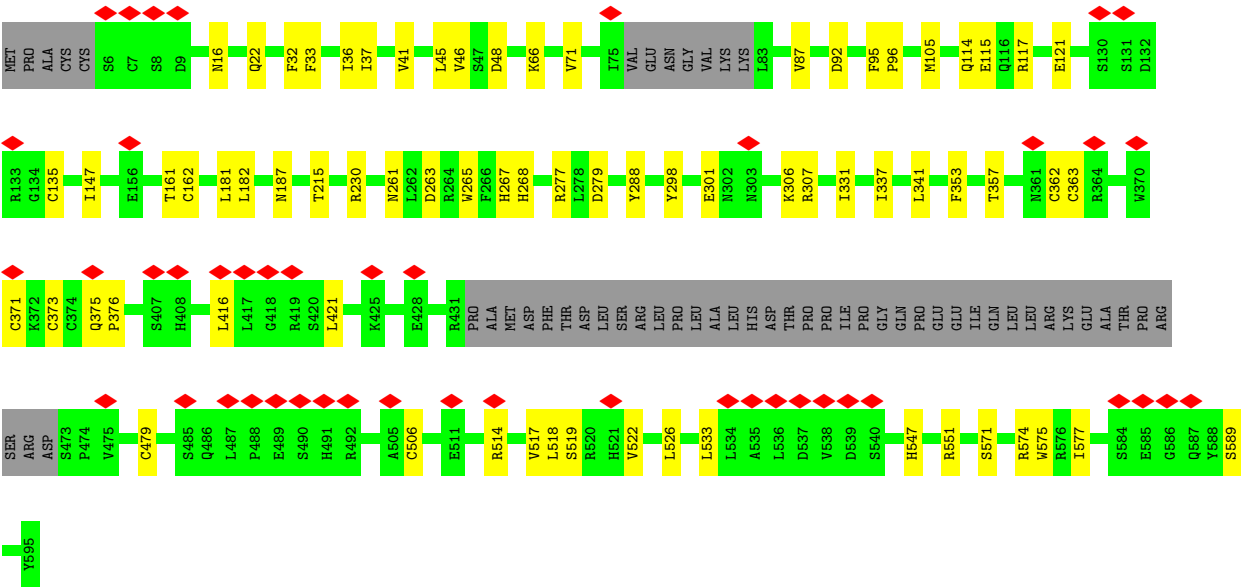 MET PRO ALA CYS CYS S6 C7 S8 D9 N16 Q22 F32 F33 I36 I37 V41 L45 V46 S47 D48 K66 V71 I75 VAL GLU ASN GLY VAL LYS LYS L83 V87 D92 F95 P96 M105 Q114 E115 Q116 R117 E121 S130 S131 D132
R133 G134 C135 I147 E156 T161 C162 L181 L182 N187 T215 R230 N261 L262 D263 R264 W265 F266 H267 H268 R277 L278 D279 Y288 Y298 E301 N302 N303 K306 R307 I331 I337 L341 F353 T357 N361 C362 C363 R364 W370
C371 K372 C373 C374 Q375 P376 S407 H408 L416 L417 G418 R419 S420 L421 K425 E428 R431 PRO ALA MET ASP PHE THR ASP LEU SER ARG LEU PRO LEU ALA LEU HIS ASP THR PRO PRO ILE PRO GLY GLN PRO GLU GLU ILE GLN LEU LEU ARG LYS GLU ALA THR PRO ARG
SER ARG ASP S473 P474 V475 C479 S485 Q486 L487 P488 E489 S490 H491 R492 A505 C506 E511 R514 V517 L518 S519 R520 H521 V522 L526 L533 L534 A535 L536 D537 V538 D539 S540 H547 R551 S571 R574 W575 R576 I577 S584 E585 G586 Q587 Y588 S589
Y595